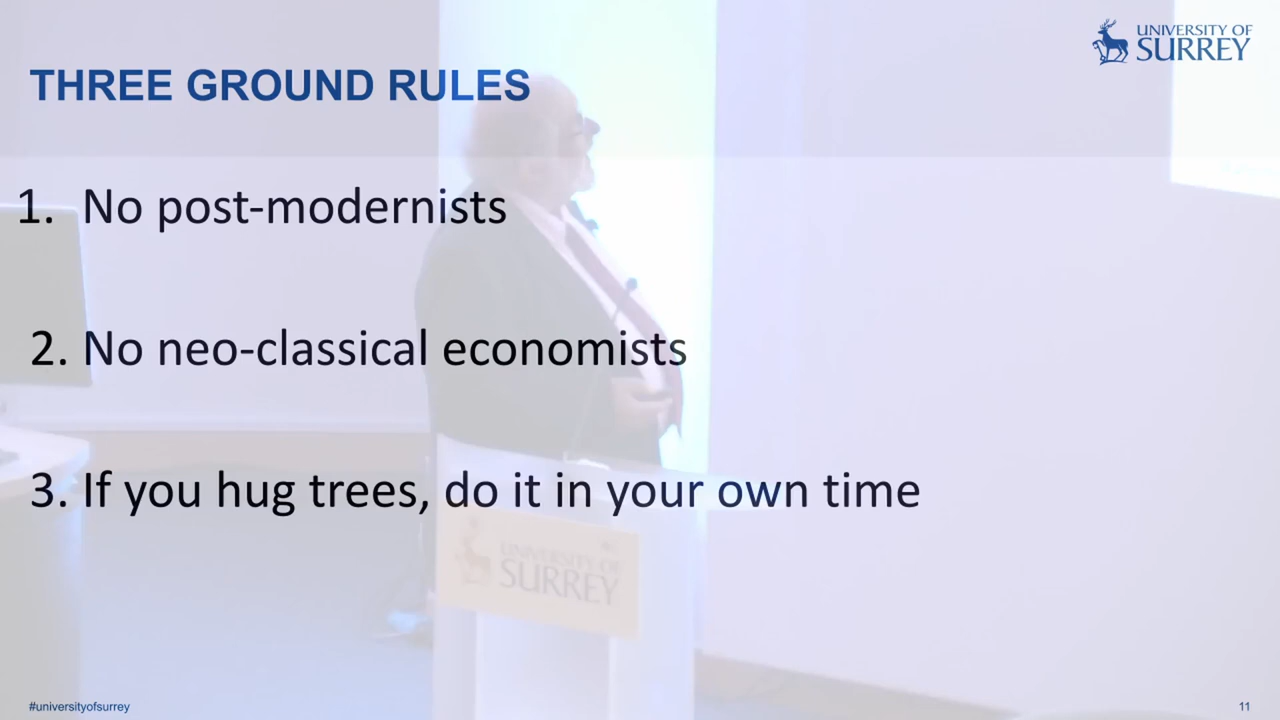 UNIVERSITY OF
SURREY
THREE GROUND RULES
1. No post-modernists
2. No neo-classical economists
3. If you hug trees, do it in your own time
UNIVERSITY OF
SURREY
#universityofsurrey
11